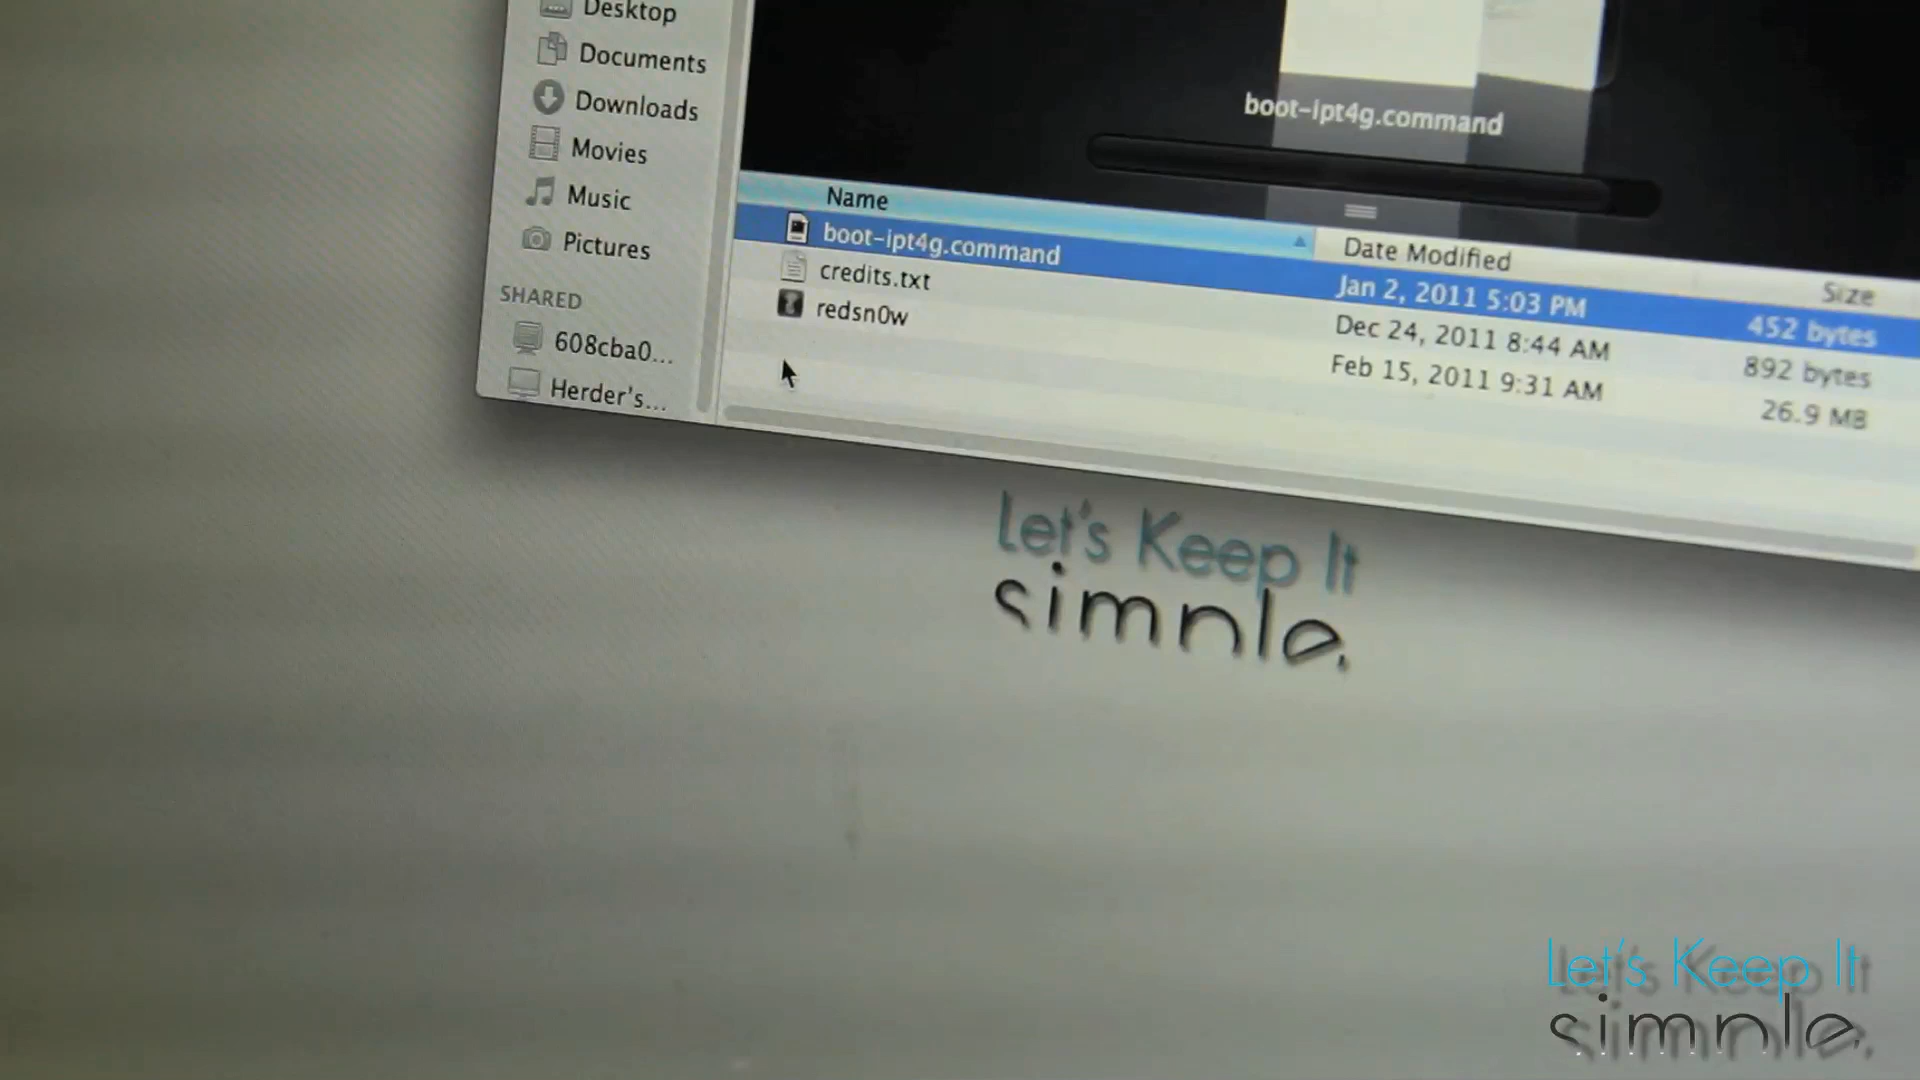 Desktop
Documents
Downloads
Movies
Music
Pictures
SHARED
608cba0...
Herder's...
boot-ipt4g.command
Name
Date Modified
Size
boot-ipt4g.command
Jan 2, 2011 5:03 PM
452 bytes
credits.txt
Dec 24, 2011 8:44 AM
892 bytes
redsn0w
Feb 15, 2011 9:31 AM
26.9 MB
Let's Keep It
simple.
Let's Keep It
simple.